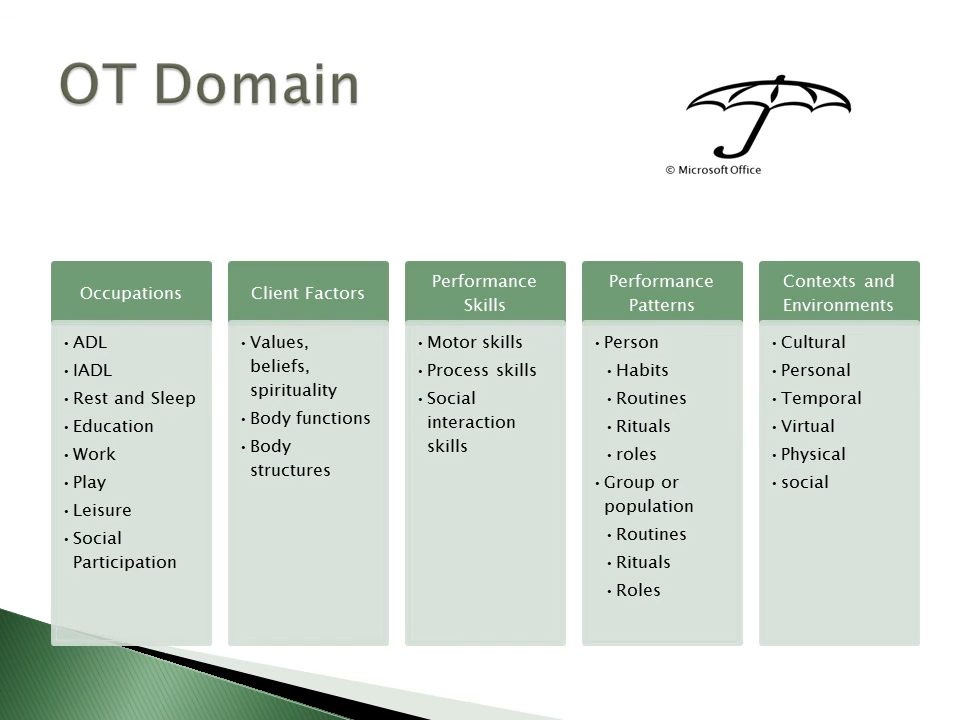 OT Domain
© Microsoft Office
Occupations
• ADL
• IADL
• Rest and Sleep
• Education
• Work
• Play
• Leisure
• Social
Participation
Client Factors
• Values,
beliefs,
spirituality
• Body functions
• Body
structures
Performance
Skills
• Motor skills
• Process skills
• Social
interaction
skills
Performance
Patterns
• Person
• Habits
• Routines
• Rituals
• roles
• Group or
population
• Routines
• Rituals
• Roles
Contexts and
Environments
• Cultural
• Personal
• Temporal
• Virtual
• Physical
• social